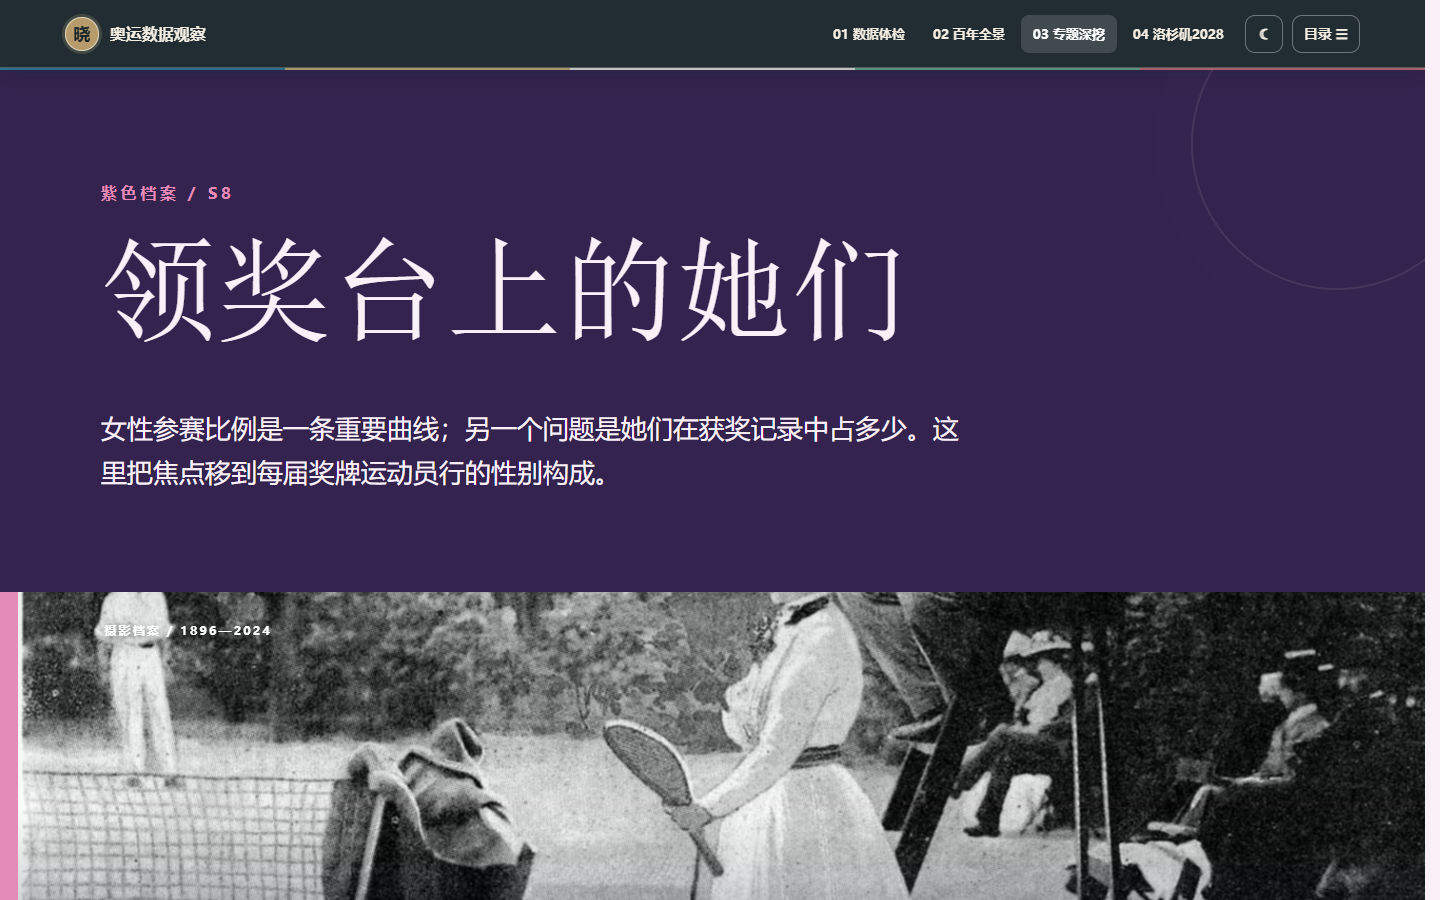 晓 奥运数据观察
01 数据体检 02 百年全景 03 专题深挖 04 洛杉矶2028 目录
紫色档案 / S8
领奖台上的她们
女性参赛比例是一条重要曲线；另一个问题是她们在获奖记录中占多少。这
里把焦点移到每届奖牌运动员行的性别构成。
摄影档案 / 1896—2024